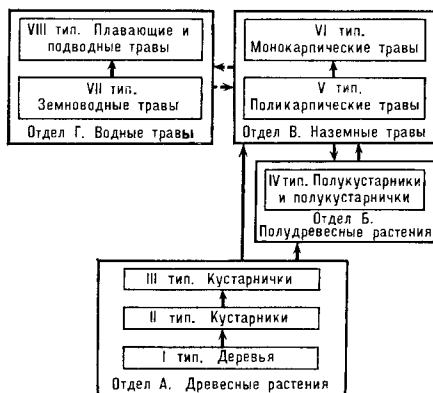 VIII тип. Плавающие и
подводные травы
VII тип.
Земноводные травы
Отдел Г. Водные травы
VI тип.
Монокарпические травы
V тип.
Поликарпические травы
Отдел В. Наземные травы
IV тип. Полукустарники
и полукустарнички
Отдел Б.
Полудревесные растения
III тип. Кустарнички
II тип. Кустарники
I тип. Деревья
Отдел А. Древесные растения